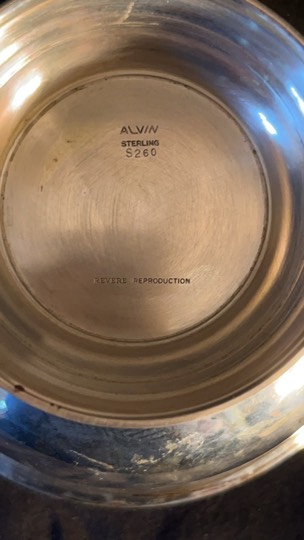 ALVIN
STERLING
S260
REVERE REPRODUCTION